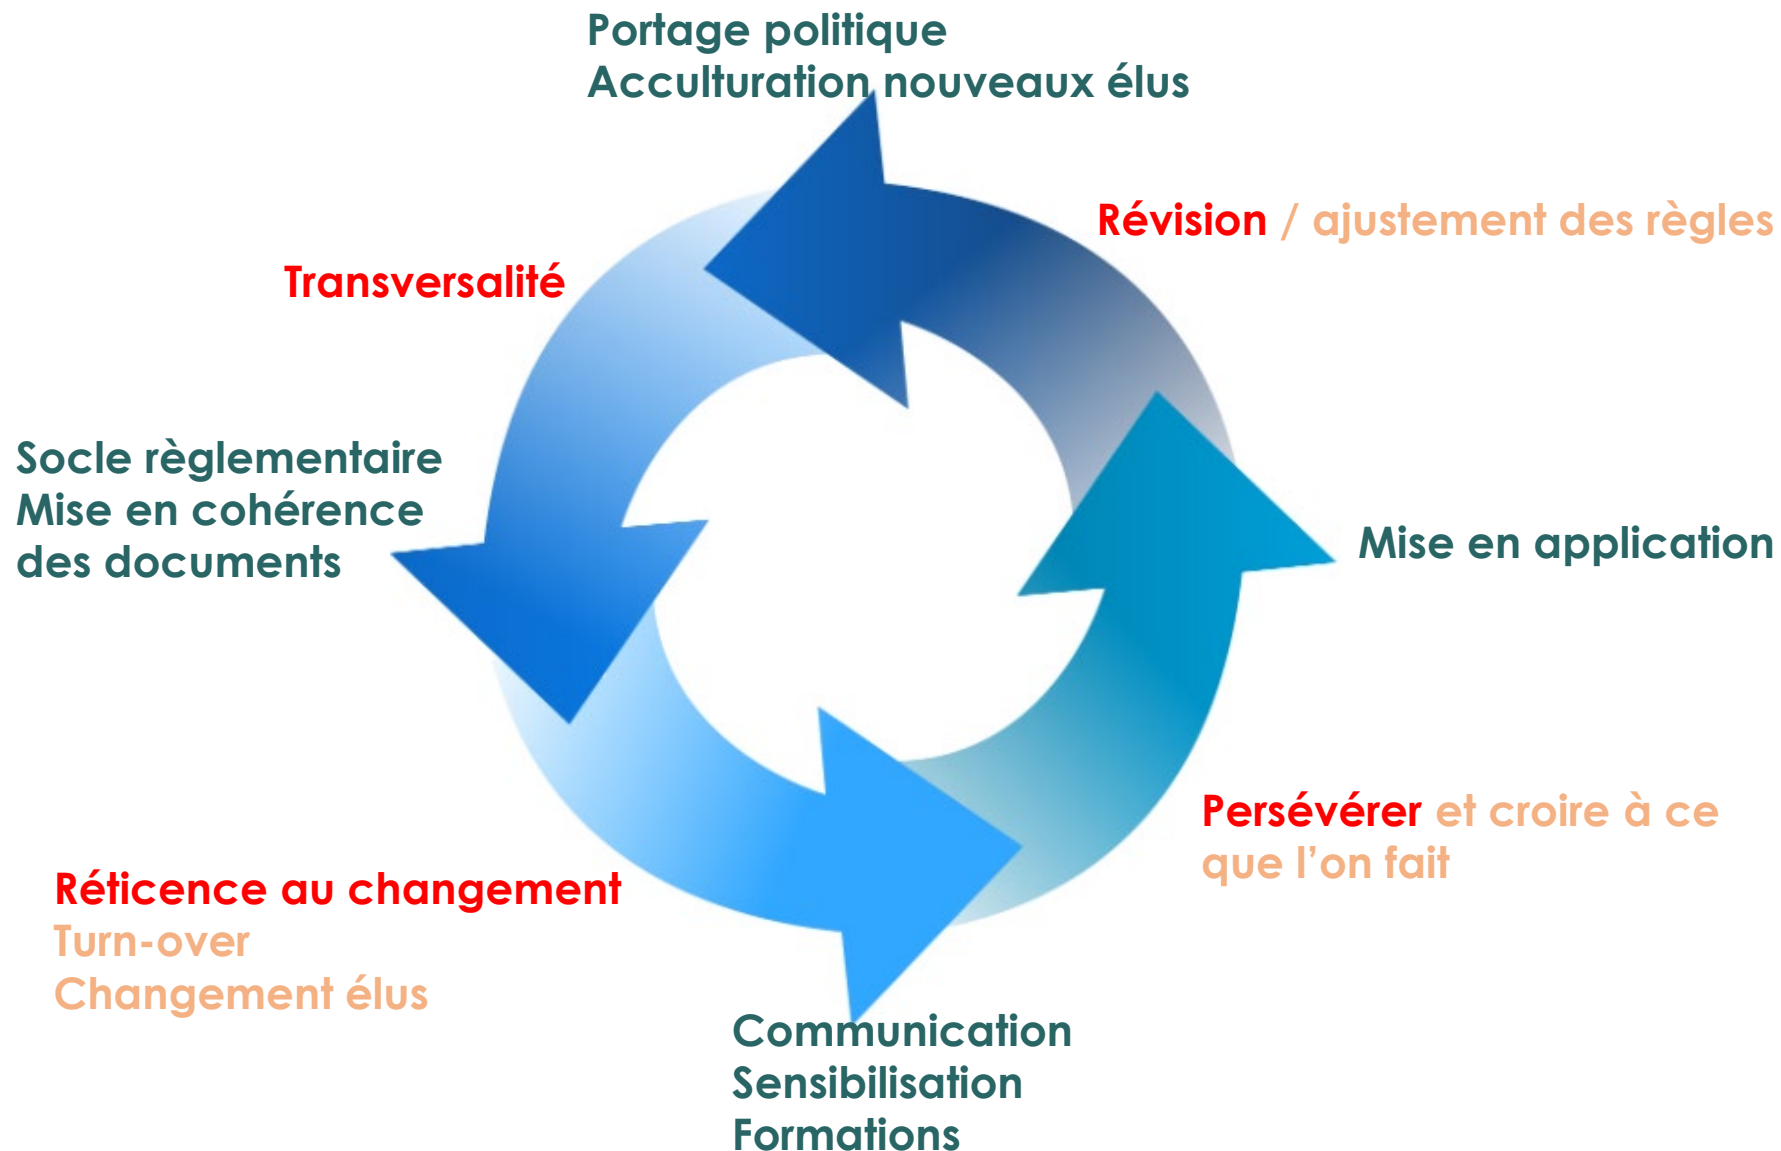 Portage politique
Acculturation nouveaux élus
Révision / ajustement des règles
Transversalité
Socle règlementaire
Mise en cohérence
des documents
Mise en application
Persévérer et croire à ce
que l’on fait
Réticence au changement
Turn-over
Changement élus
Communication
Sensibilisation
Formations